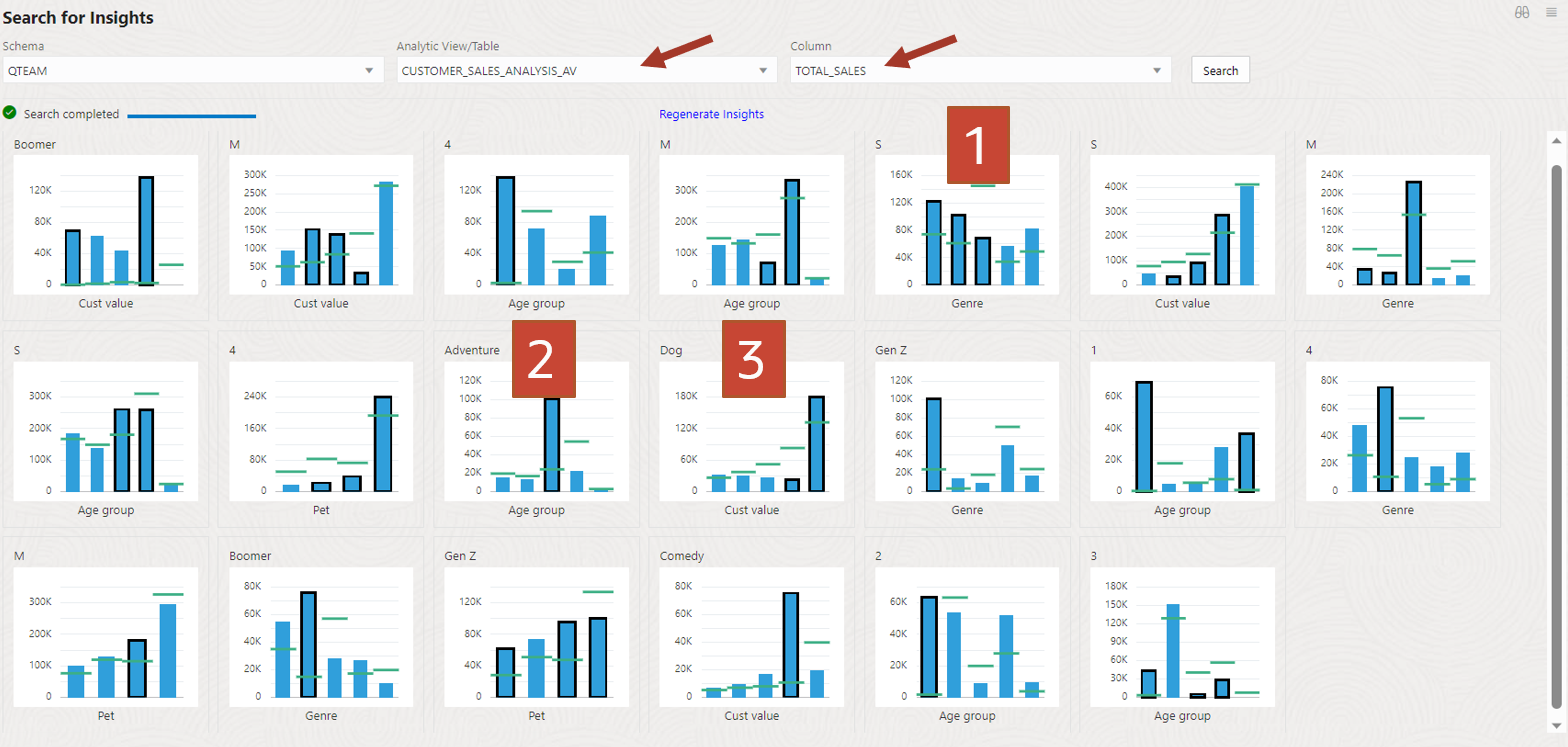 Search for Insights
Schema
Analytic View/Table
Column
QTEAM
CUSTOMER_SALES_ANALYSIS_AV
TOTAL_SALES
Search
Search completed
Regenerate Insights
Boomer
120K
80K
40K
0
Cust value
M
300K
250K
200K
150K
100K
50K
0
Cust value
4
120K
80K
40K
0
Age group
M
300K
200K
100K
0
Age group
S
1
160K
120K
80K
40K
0
Genre
S
400K
300K
200K
100K
0
Cust value
M
240K
200K
160K
120K
80K
40K
0
Genre
S
300K
200K
100K
0
Age group
4
240K
160K
80K
0
Pet
Adventure
2
120K
100K
80K
60K
40K
20K
0
Age group
Dog
3
180K
120K
60K
0
Cust value
Gen Z
120K
100K
80K
60K
40K
20K
0
Genre
1
60K
40K
20K
0
Age group
4
80K
60K
40K
20K
0
Genre
M
300K
200K
100K
0
Pet
Boomer
80K
60K
40K
20K
0
Genre
Gen Z
120K
80K
40K
0
Pet
Comedy
80K
60K
40K
20K
0
Cust value
2
60K
40K
20K
0
Age group
3
180K
150K
120K
90K
60K
30K
0
Age group